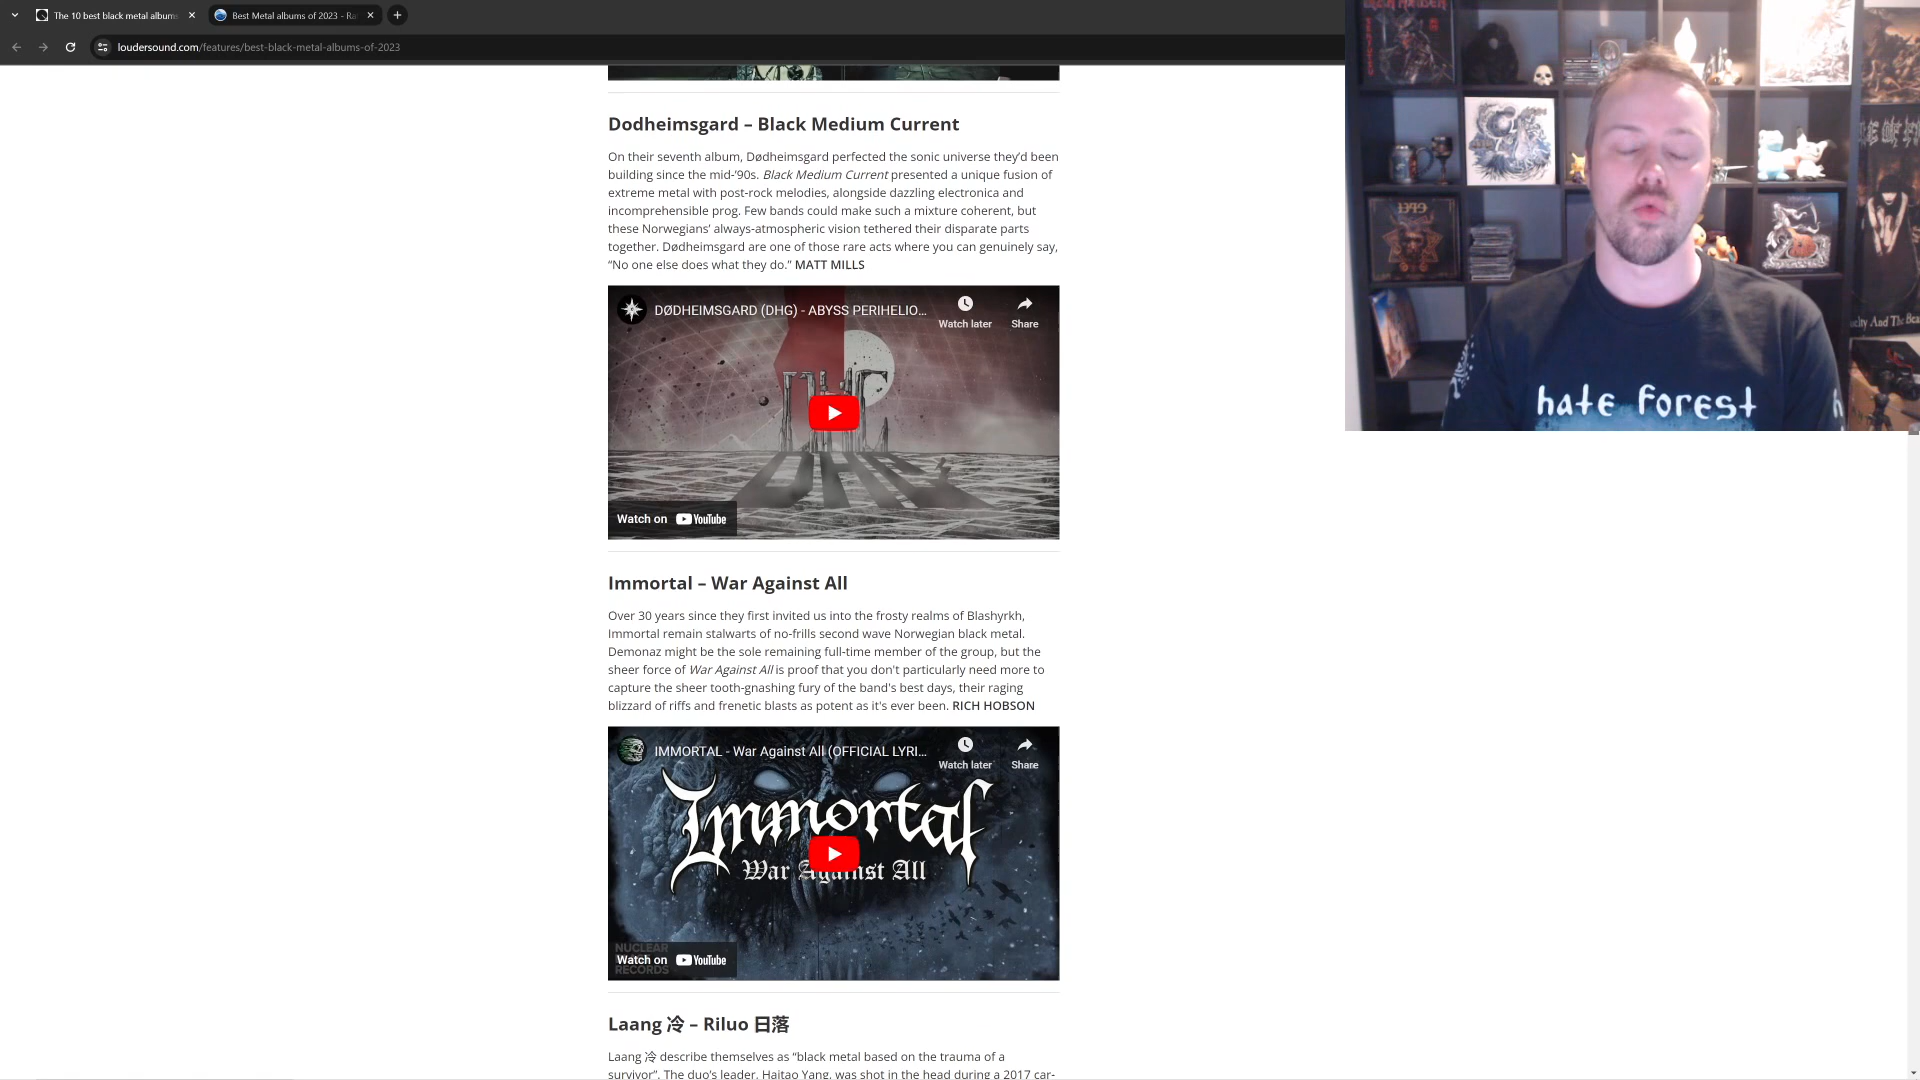 The 10 best black metal album
Best Metal albums of 2023 - Ra
loudersound.com/features/best-black-metal-albums-of-2023
Dodheimsgard – Black Medium Current
On their seventh album, Dødheimsgard perfected the sonic universe they’d been
building since the mid-’90s. Black Medium Current presented a unique fusion of
extreme metal with post-rock melodies, alongside dazzling electronica and
incomprehensible prog. Few bands could make such a mixture coherent, but
these Norwegians’ always-atmospheric vision tethered their disparate parts
together. Dødheimsgard are one of those rare acts where you can genuinely say,
“No one else does what they do.” MATT MILLS
DØDHEIMSGARD (DHG) - ABYSS PERIHELIO...
Watch later
Share
DHG
Watch on YouTube
Immortal – War Against All
Over 30 years since they first invited us into the frosty realms of Blashyrkh,
Immortal remain stalwarts of no-frills second wave Norwegian black metal.
Demonaz might be the sole remaining full-time member of the group, but the
sheer force of War Against All is proof that you don't particularly need more to
capture the sheer tooth-gnashing fury of the band's best days, their raging
blizzard of riffs and frenetic blasts as potent as it's ever been. RICH HOBSON
IMMORTAL - War Against All (OFFICIAL LYRI...
Watch later
Share
Immortal
War Against All
NUCLEAR
RECORDS
Watch on YouTube
Laang 冷 – Riluo 日落
Laang 冷 describe themselves as “black metal based on the trauma of a
survivor”. The duo’s leader, Haitao Yang, was shot in the head during a 2017 car-
hate forest